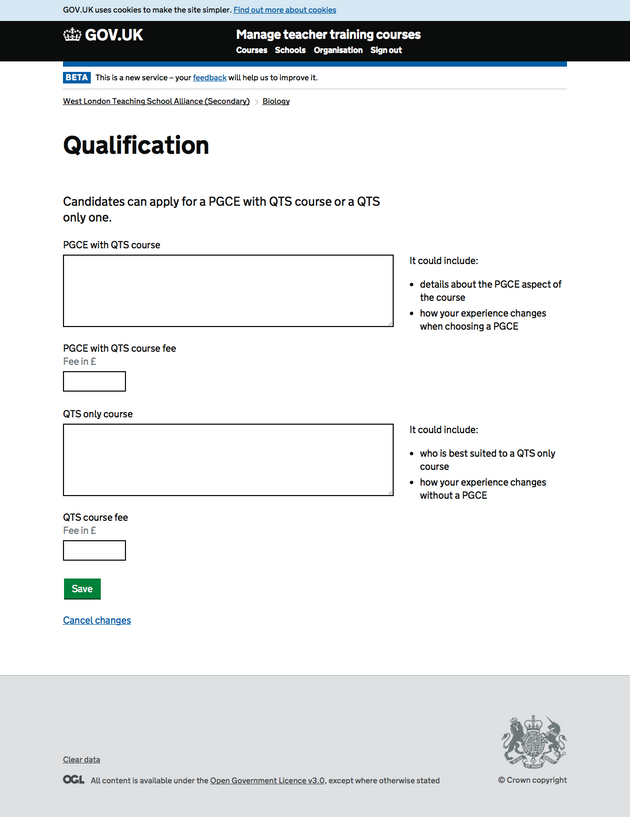 GOV.UK uses cookies to make the site simpler. Find out more about cookies
GOV.UK
Manage teacher training courses
Courses Schools Organisation Sign out
BETA This is a new service – your feedback will help us to improve it.
West London Teaching School Alliance (Secondary) > Biology
Qualification
Candidates can apply for a PGCE with QTS course or a QTS
only one.
PGCE with QTS course
It could include:
• details about the PGCE aspect of
the course
• how your experience changes
when choosing a PGCE
PGCE with QTS course fee
Fee in £
QTS only course
It could include:
• who is best suited to a QTS only
course
• how your experience changes
without a PGCE
QTS course fee
Fee in £
Save
Cancel changes
Clear data
OGL All content is available under the Open Government Licence v3.0, except where otherwise stated
© Crown copyright